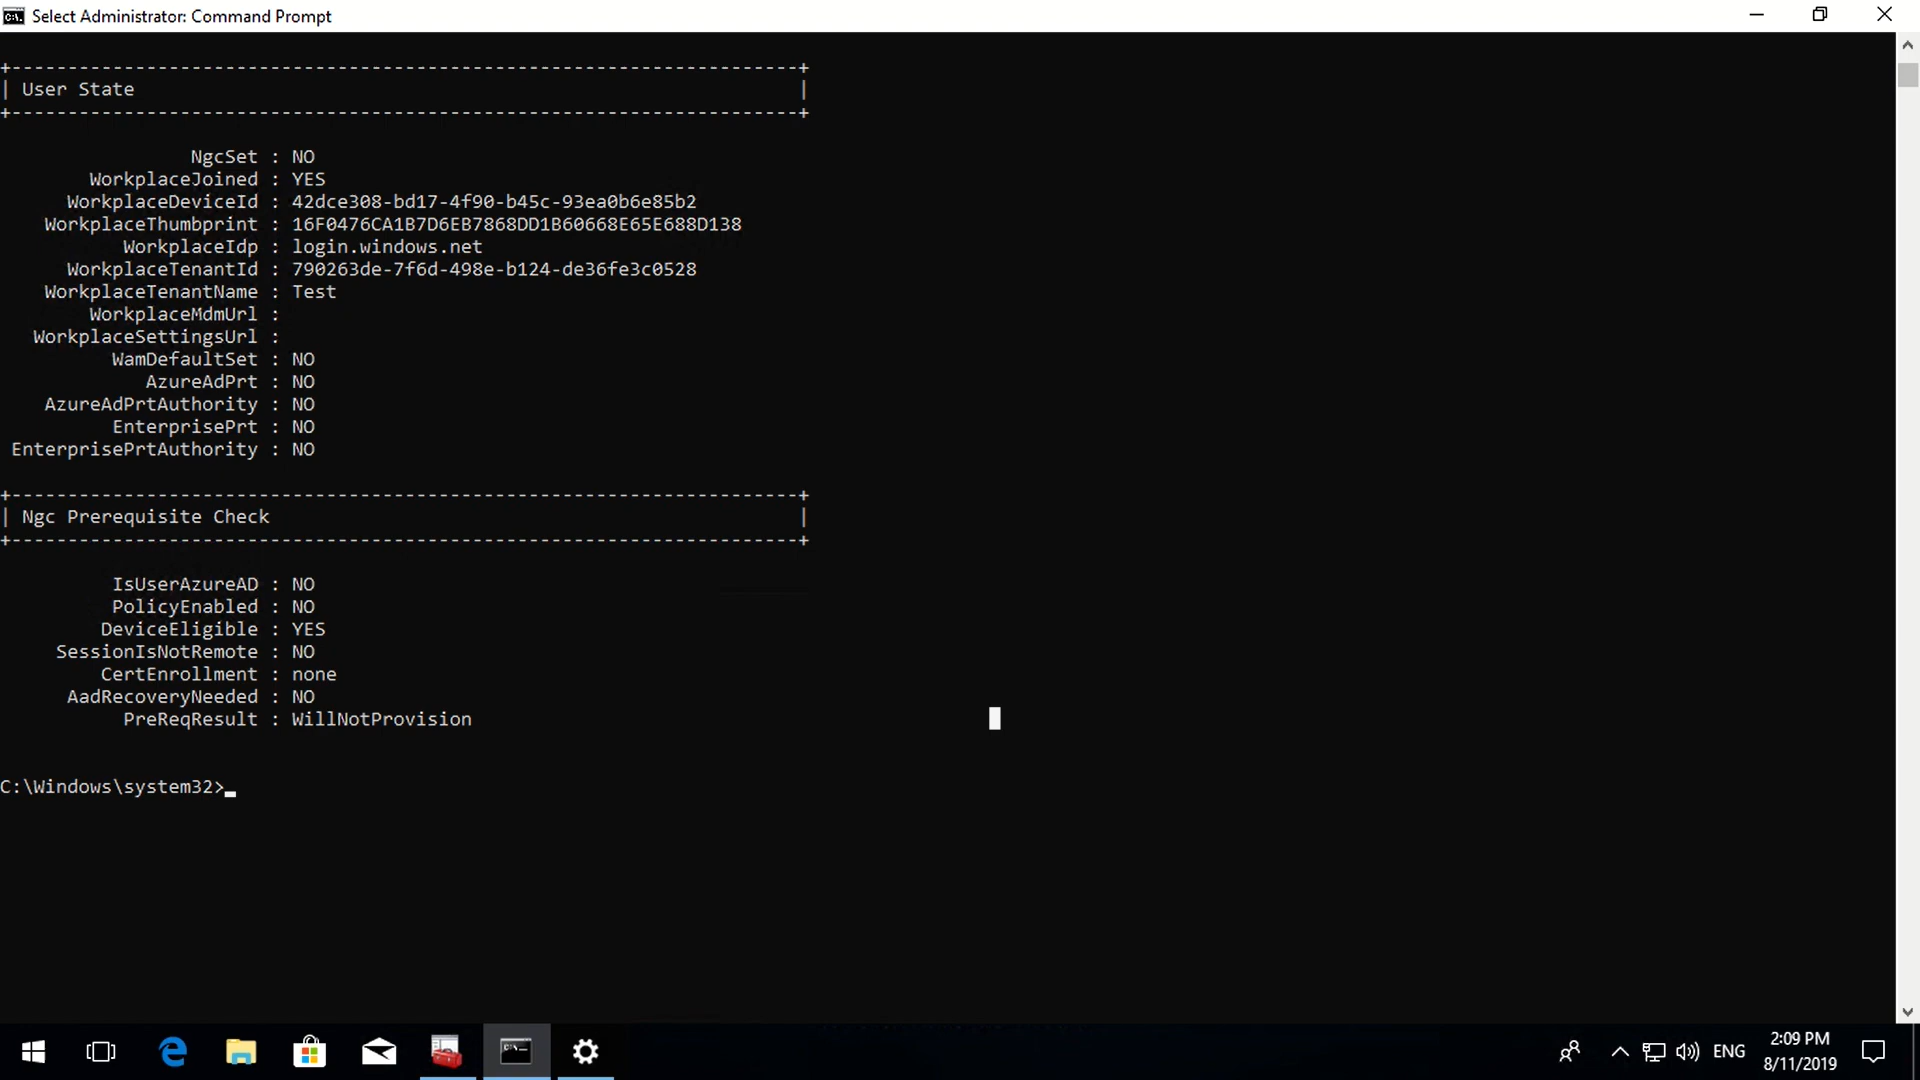 Select Administrator: Command Prompt
+----------------------------------------------------------------------+
| User State                                                           |
+----------------------------------------------------------------------+
NgcSet : NO
WorkplaceJoined : YES
WorkplaceDeviceId : 42dce308-bd17-4f90-b45c-93ea0b6e85b2
WorkplaceThumbprint : 16F0476CA1B7D6EB7868DD1B60668E65E688D138
WorkplaceIdp : login.windows.net
WorkplaceTenantId : 790263de-7f6d-498e-b124-de36fe3c0528
WorkplaceTenantName : Test
WorkplaceMdmUrl :
WorkplaceSettingsUrl :
WamDefaultSet : NO
AzureAdPrt : NO
AzureAdPrtAuthority : NO
EnterprisePrt : NO
EnterprisePrtAuthority : NO
+----------------------------------------------------------------------+
| Ngc Prerequisite Check                                               |
+----------------------------------------------------------------------+
IsUserAzureAD : NO
PolicyEnabled : NO
DeviceEligible : YES
SessionIsNotRemote : NO
CertEnrollment : none
AadRecoveryNeeded : NO
PreReqResult : WillNotProvision
C:\Windows\system32>
ENG
2:09 PM
8/11/2019